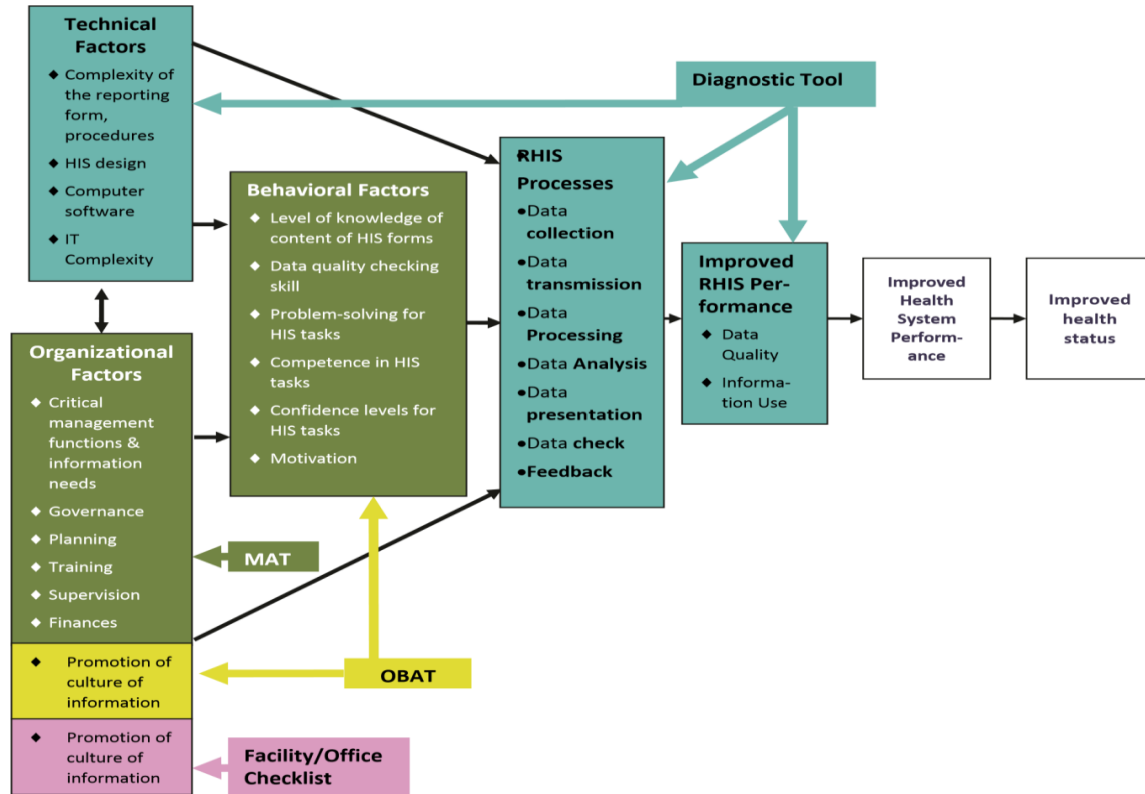 Technical
Factors
◆ Complexity of
the reporting
form,
procedures
◆ HIS design
◆ Computer
software
◆ IT
Complexity
Organizational
Factors
◆ Critical
management
functions &
information
needs
◆ Governance
◆ Planning
◆ Training
◆ Supervision
◆ Finances
◆ Promotion of
culture of
information
◆ Promotion of
culture of
information
Behavioral Factors
◆ Level of knowledge of
content of HIS forms
◆ Data quality checking
skill
◆ Problem-solving for
HIS tasks
◆ Competence in HIS
tasks
◆ Confidence levels for
HIS tasks
◆ Motivation
MAT
OBAT
Facility/Office
Checklist
Diagnostic Tool
•RHIS
Processes
•Data
collection
•Data
transmission
•Data
Processing
•Data Analysis
•Data
presentation
•Data check
•Feedback
Improved
RHIS Per-
formance
◆ Data
Quality
◆ Informa-
tion Use
Improved
Health
System
Perform-
ance
Improved
health
status